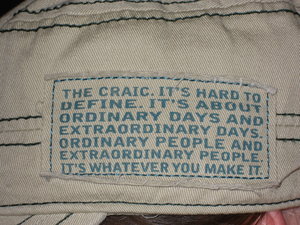 THE CRAIC. IT'S HARD TO
DEFINE. IT'S ABOUT
ORDINARY DAYS AND
EXTRAORDINARY DAYS.
ORDINARY PEOPLE AND
EXTRAORDINARY PEOPLE.
IT'S WHATEVER YOU MAKE IT.